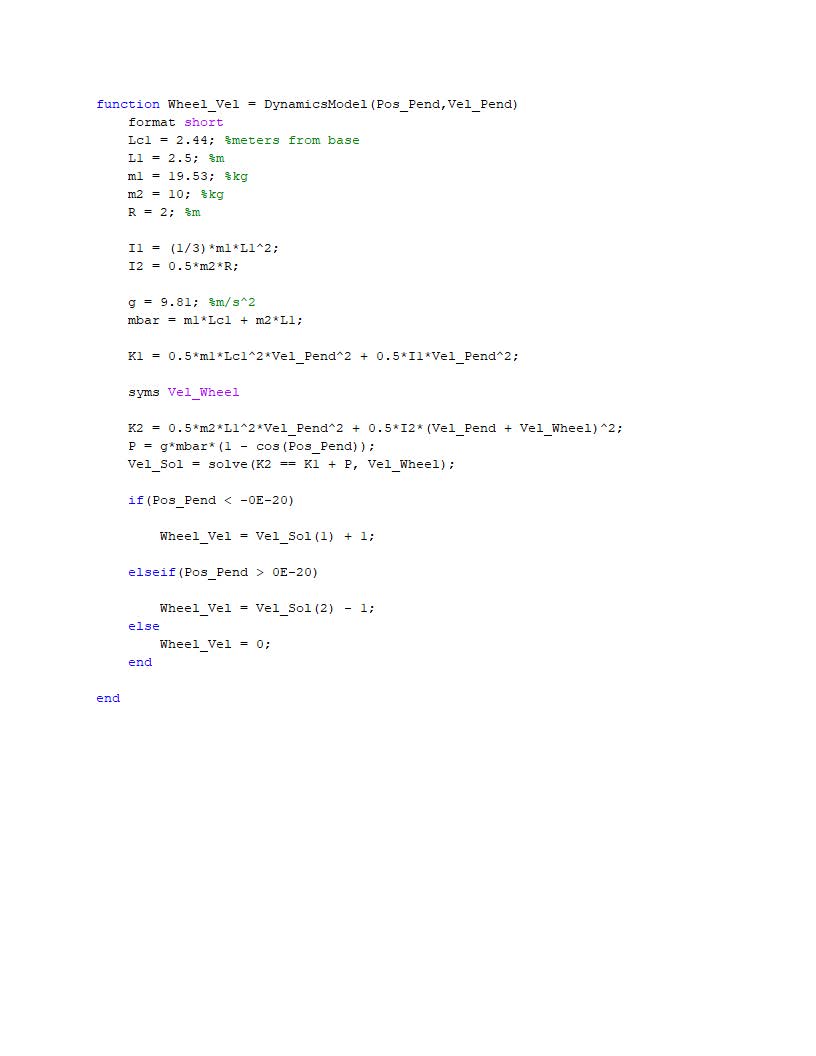 function Wheel_Vel = DynamicsModel(Pos_Pend,Vel_Pend)
format short
Lc1 = 2.44; %meters from base
L1 = 2.5; %m
m1 = 19.53; %kg
m2 = 10; %kg
R = 2; %m
I1 = (1/3)*m1*L1^2;
I2 = 0.5*m2*R;
g = 9.81; %m/s^2
mbar = m1*Lc1 + m2*L1;
K1 = 0.5*m1*Lc1^2*Vel_Pend^2 + 0.5*I1*Vel_Pend^2;
syms Vel_Wheel
K2 = 0.5*m2*L1^2*Vel_Pend^2 + 0.5*I2*(Vel_Pend + Vel_Wheel)^2;
P = g*mbar*(1 - cos(Pos_Pend));
Vel_Sol = solve(K2 == K1 + P, Vel_Wheel);
if(Pos_Pend < -0E-20)
Wheel_Vel = Vel_Sol(1) + 1;
elseif(Pos_Pend > 0E-20)
Wheel_Vel = Vel_Sol(2) - 1;
else
Wheel_Vel = 0;
end
end